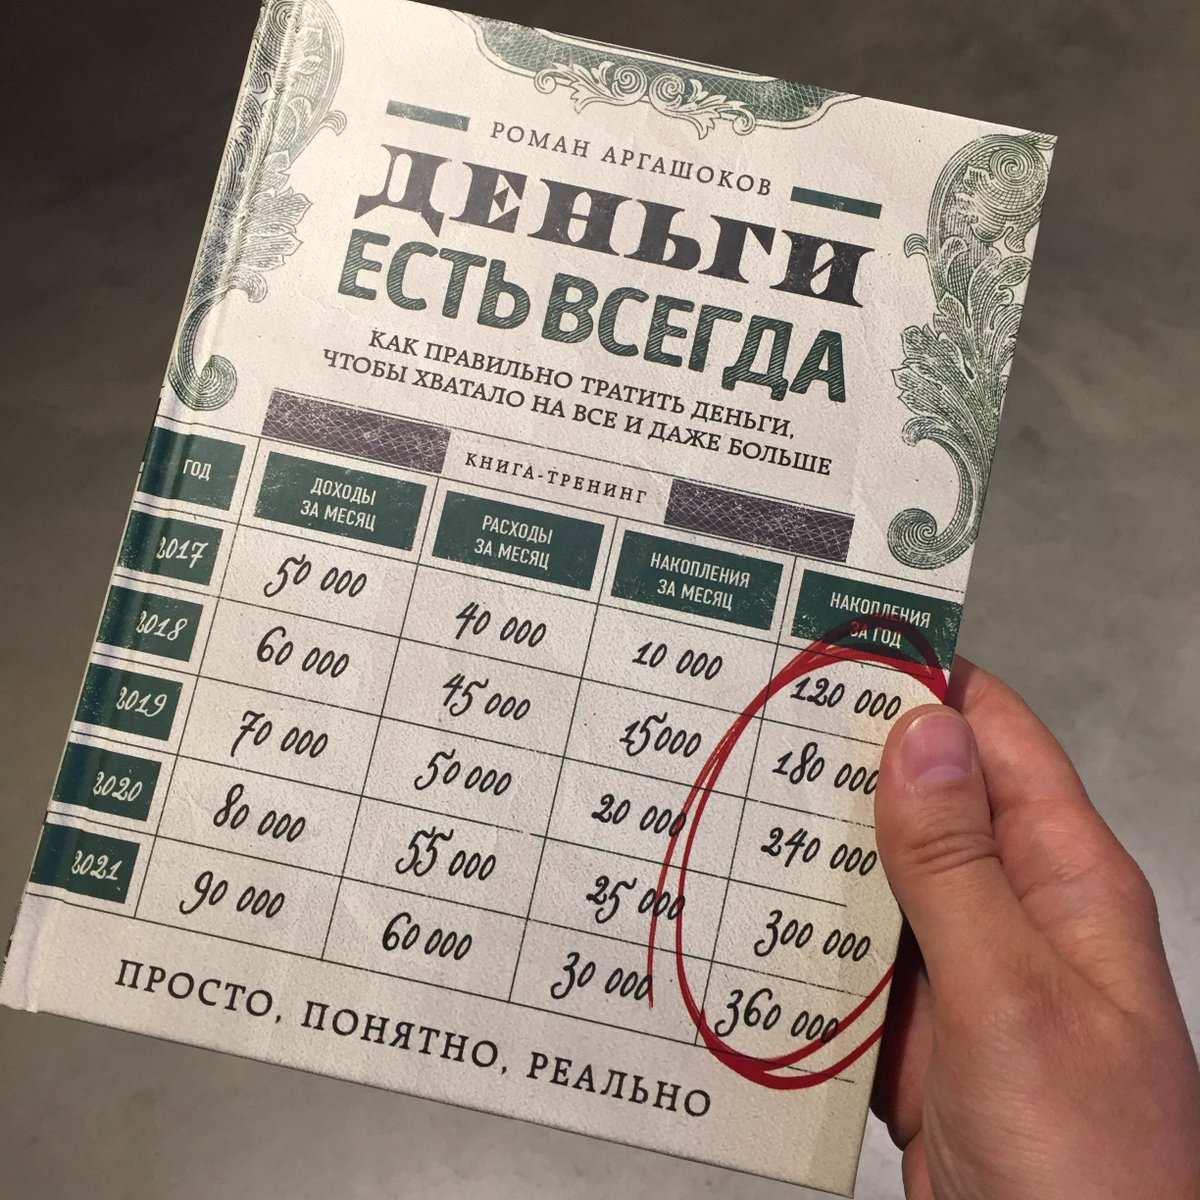 РОМАН АРГАШОКОВ
ДЕНЬГИ
ЕСТЬ ВСЕГДА
КАК ПРАВИЛЬНО ТРАТИТЬ ДЕНЬГИ,
ЧТОБЫ ХВАТАЛО НА ВСЕ И ДАЖЕ БОЛЬШЕ
КНИГА-ТРЕНИНГ
ГОД ДОХОДЫ ЗА МЕСЯЦ РАСХОДЫ ЗА МЕСЯЦ НАКОПЛЕНИЯ ЗА МЕСЯЦ НАКОПЛЕНИЯ ЗА ГОД
2017 50 000 40 000 10 000 120 000
2018 60 000 45 000 15000 180 000
2019 70 000 50 000 20 000 240 000
2020 80 000 55 000 25 000 300 000
2021 90 000 60 000 30 000 360 000
ПРОСТО, ПОНЯТНО, РЕАЛЬНО